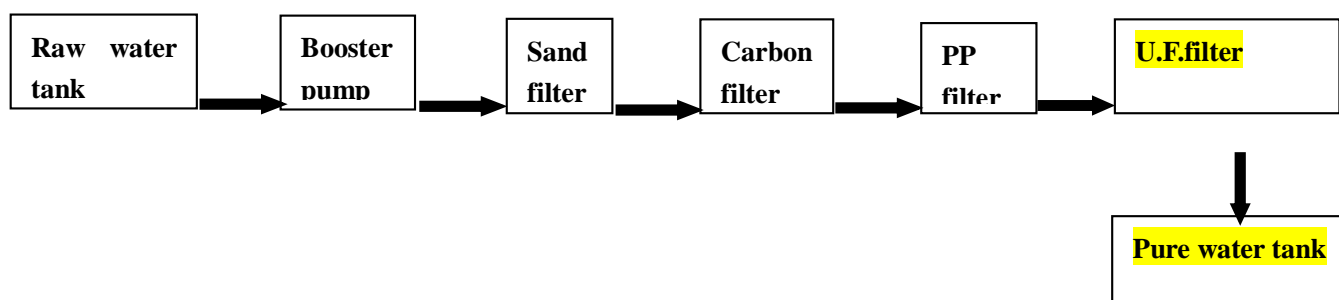 Raw water
tank
Booster
pump
Sand
filter
Carbon
filter
PP
filter
U.F.filter
Pure water tank